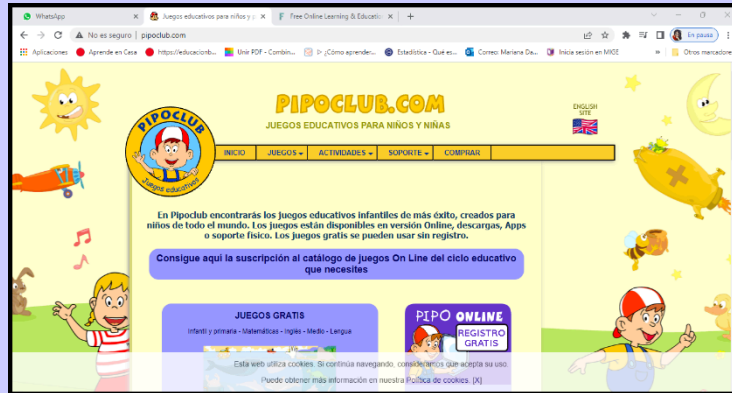 WhatsApp
Juegos educativos para niños y
Free Online Learning & Educatio
No es seguro | pipoclub.com
En pausa
Aplicaciones
Aprende en Casa
https://educacionb...
Unir PDF - Combin...
▷ ¿Cómo aprender...
Estadística - Qué es...
Correo: Mariana Da...
Inicia sesión en MiGE
Otros marcadores
PIPOCLUB
Juegos educativos
PIPOCLUB.COM
JUEGOS EDUCATIVOS PARA NIÑOS Y NIÑAS
ENGLISH
SITE
INICIO
JUEGOS
ACTIVIDADES
SOPORTE
COMPRAR
En Pipoclub encontrarás los juegos educativos infantiles de más éxito, creados para
niños de todo el mundo. Los juegos están disponibles en versión Online, descargas, Apps
o soporte físico. Los juegos gratis se pueden usar sin registro.
Consigue aquí la suscripción al catálogo de juegos On Line del ciclo educativo
que necesites
JUEGOS GRATIS
Infantil y primaria - Matemáticas - Inglés - Medio - Lengua
PIPO ONLINE
REGISTRO
GRATIS
Esta web utiliza cookies. Si continúa navegando, consideramos que acepta su uso.
Puede obtener más información en nuestra Política de cookies. [X]